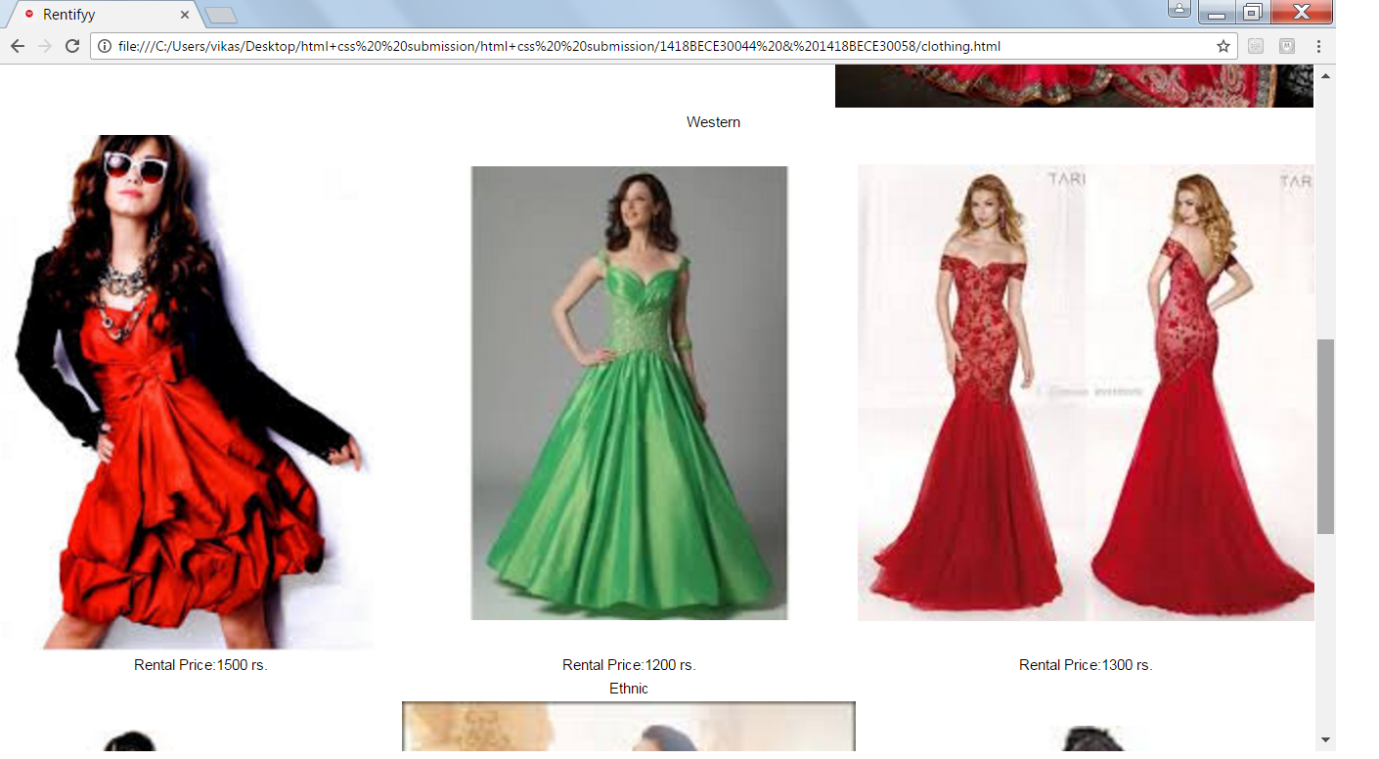 Rentifyy
file:///C:/Users/vikas/Desktop/html+css%20%20submission/html+css%20%20submission/1418BECE30044%20&%201418BECE30058/clothing.html
Western
TARI TAR
Rental Price:1500 rs. Rental Price:1200 rs. Rental Price:1300 rs.
Ethnic